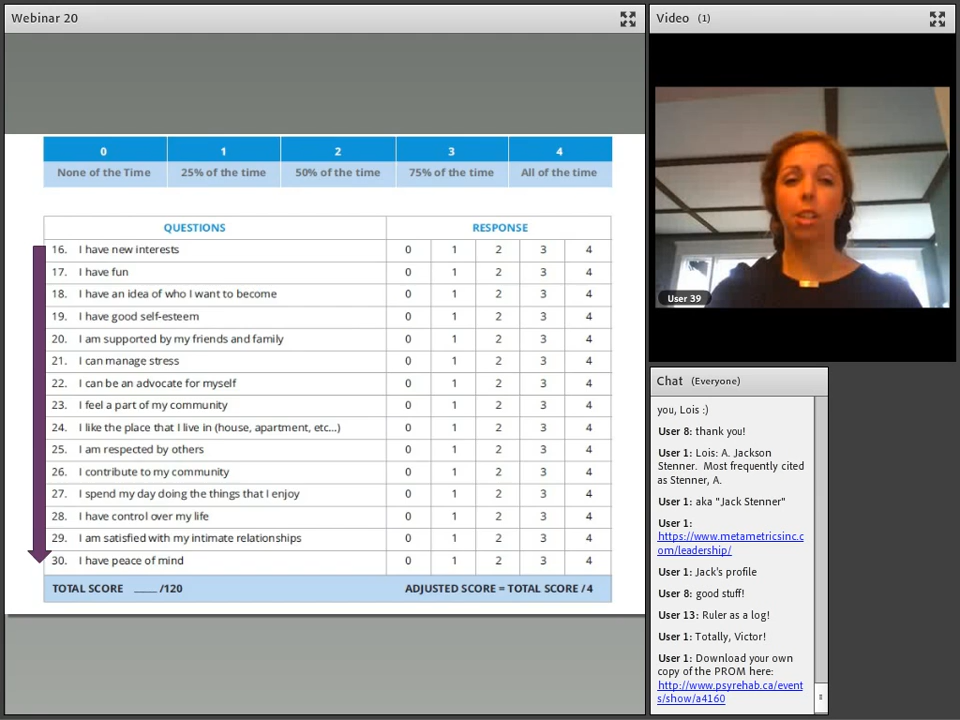 Webinar 20
0 1 2 3 4
None of the Time 25% of the time 50% of the time 75% of the time All of the time
QUESTIONS RESPONSE
16. I have new interests 0 1 2 3 4
17. I have fun 0 1 2 3 4
18. I have an idea of who I want to become 0 1 2 3 4
19. I have good self-esteem 0 1 2 3 4
20. I am supported by my friends and family 0 1 2 3 4
21. I can manage stress 0 1 2 3 4
22. I can be an advocate for myself 0 1 2 3 4
23. I feel a part of my community 0 1 2 3 4
24. I like the place that I live in (house, apartment, etc...) 0 1 2 3 4
25. I am respected by others 0 1 2 3 4
26. I contribute to my community 0 1 2 3 4
27. I spend my day doing the things that I enjoy 0 1 2 3 4
28. I have control over my life 0 1 2 3 4
29. I am satisfied with my intimate relationships 0 1 2 3 4
30. I have peace of mind 0 1 2 3 4
TOTAL SCORE ____ /120 ADJUSTED SCORE = TOTAL SCORE / 4
Video (1)
User 39
Chat (Everyone)
you, Lois :)
User 8: thank you!
User 1: Lois: A. Jackson
Stenner. Most frequently cited
as Stenner, A.
User 1: aka "Jack Stenner"
User 1:
https://www.metametricsinc.c
om/leadership/
User 1: Jack's profile
User 8: good stuff!
User 13: Ruler as a log!
User 1: Totally, Victor!
User 1: Download your own
copy of the PROM here:
http://www.psyrehab.ca/event
s/show/a4160